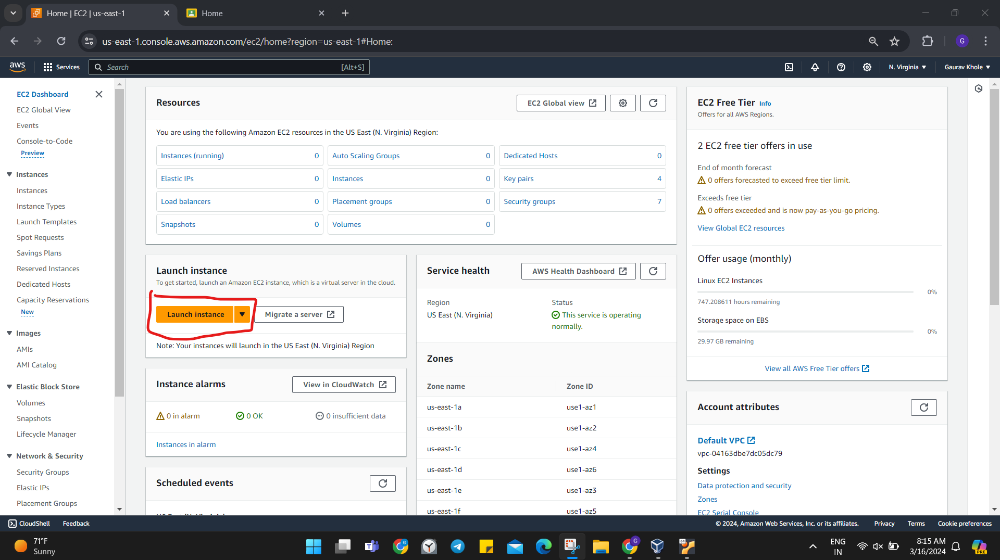 Home | EC2 | us-east-1
Home
us-east-1.console.aws.amazon.com/ec2/home?region=us-east-1#Home:
G
aws
Services
Search
[Alt+S]
N. Virginia
Gaurav Khole
EC2 Dashboard
EC2 Global View
Events
Console-to-Code
Preview
Instances
Instances
Instance Types
Launch Templates
Spot Requests
Savings Plans
Reserved Instances
Dedicated Hosts
Capacity Reservations
New
Images
AMIs
AMI Catalog
Elastic Block Store
Volumes
Snapshots
Lifecycle Manager
Network & Security
Security Groups
Elastic IPs
Placement Groups
Resources
EC2 Global view
You are using the following Amazon EC2 resources in the US East (N. Virginia) Region:
Instances (running) 0
Auto Scaling Groups 0
Dedicated Hosts 0
Elastic IPs 0
Instances 0
Key pairs 4
Load balancers 0
Placement groups 0
Security groups 7
Snapshots 0
Volumes 0
Launch instance
To get started, launch an Amazon EC2 instance, which is a virtual server in the cloud.
Launch instance
Migrate a server
Note: Your instances will launch in the US East (N. Virginia) Region
Instance alarms
View in CloudWatch
0 in alarm
0 OK
0 insufficient data
Instances in alarm
Scheduled events
US East (N. Virginia)
Service health
AWS Health Dashboard
Region
US East (N. Virginia)
Status
This service is operating
normally.
Zones
Zone name Zone ID
us-east-1a use1-az1
us-east-1b use1-az2
us-east-1c use1-az4
us-east-1d use1-az6
us-east-1e use1-az3
us-east-1f use1-az5
EC2 Free Tier Info
Offers for all AWS Regions.
2 EC2 free tier offers in use
End of month forecast
0 offers forecasted to exceed free tier limit.
Exceeds free tier
0 offers exceeded and is now pay-as-you-go pricing.
View Global EC2 resources
Offer usage (monthly)
Linux EC2 Instances
0%
747.208611 hours remaining
Storage space on EBS
0%
29.97 GB remaining
View all AWS Free Tier offers
Account attributes
Default VPC
vpc-04163dbe7dc05dc79
Settings
Data protection and security
Zones
EC2 Serial Console
CloudShell
Feedback
© 2024, Amazon Web Services, Inc. or its affiliates.
Privacy
Terms
Cookie preferences
71°F
Sunny
G
G
64
ENG
IN
8:15 AM
3/16/2024
PRE